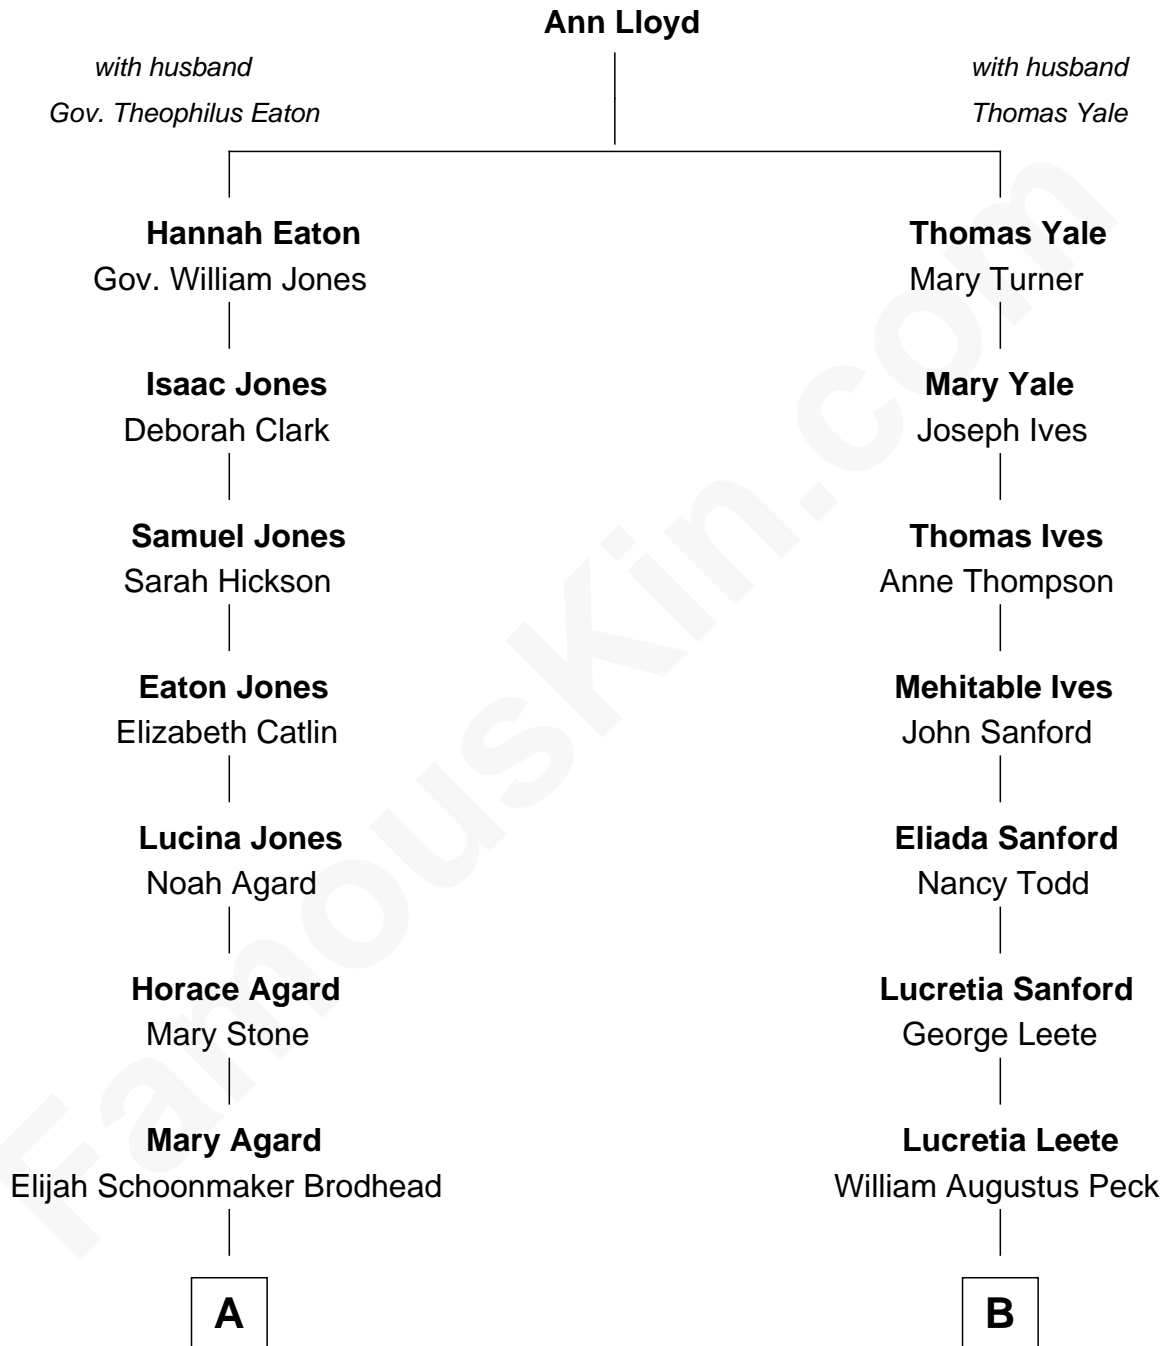 Ann Lloyd
with husband
Gov. Theophilus Eaton
with husband
Thomas Yale
Hannah Eaton
Gov. William Jones
Thomas Yale
Mary Turner
Isaac Jones
Deborah Clark
Mary Yale
Joseph Ives
Samuel Jones
Sarah Hickson
Thomas Ives
Anne Thompson
Eaton Jones
Elizabeth Catlin
Mehitable Ives
John Sanford
Lucina Jones
Noah Agard
Eliada Sanford
Nancy Todd
Horace Agard
Mary Stone
Lucretia Sanford
George Leete
Mary Agard
Elijah Schoonmaker Brodhead
Lucretia Leete
William Augustus Peck
A
B
FamousKin.com